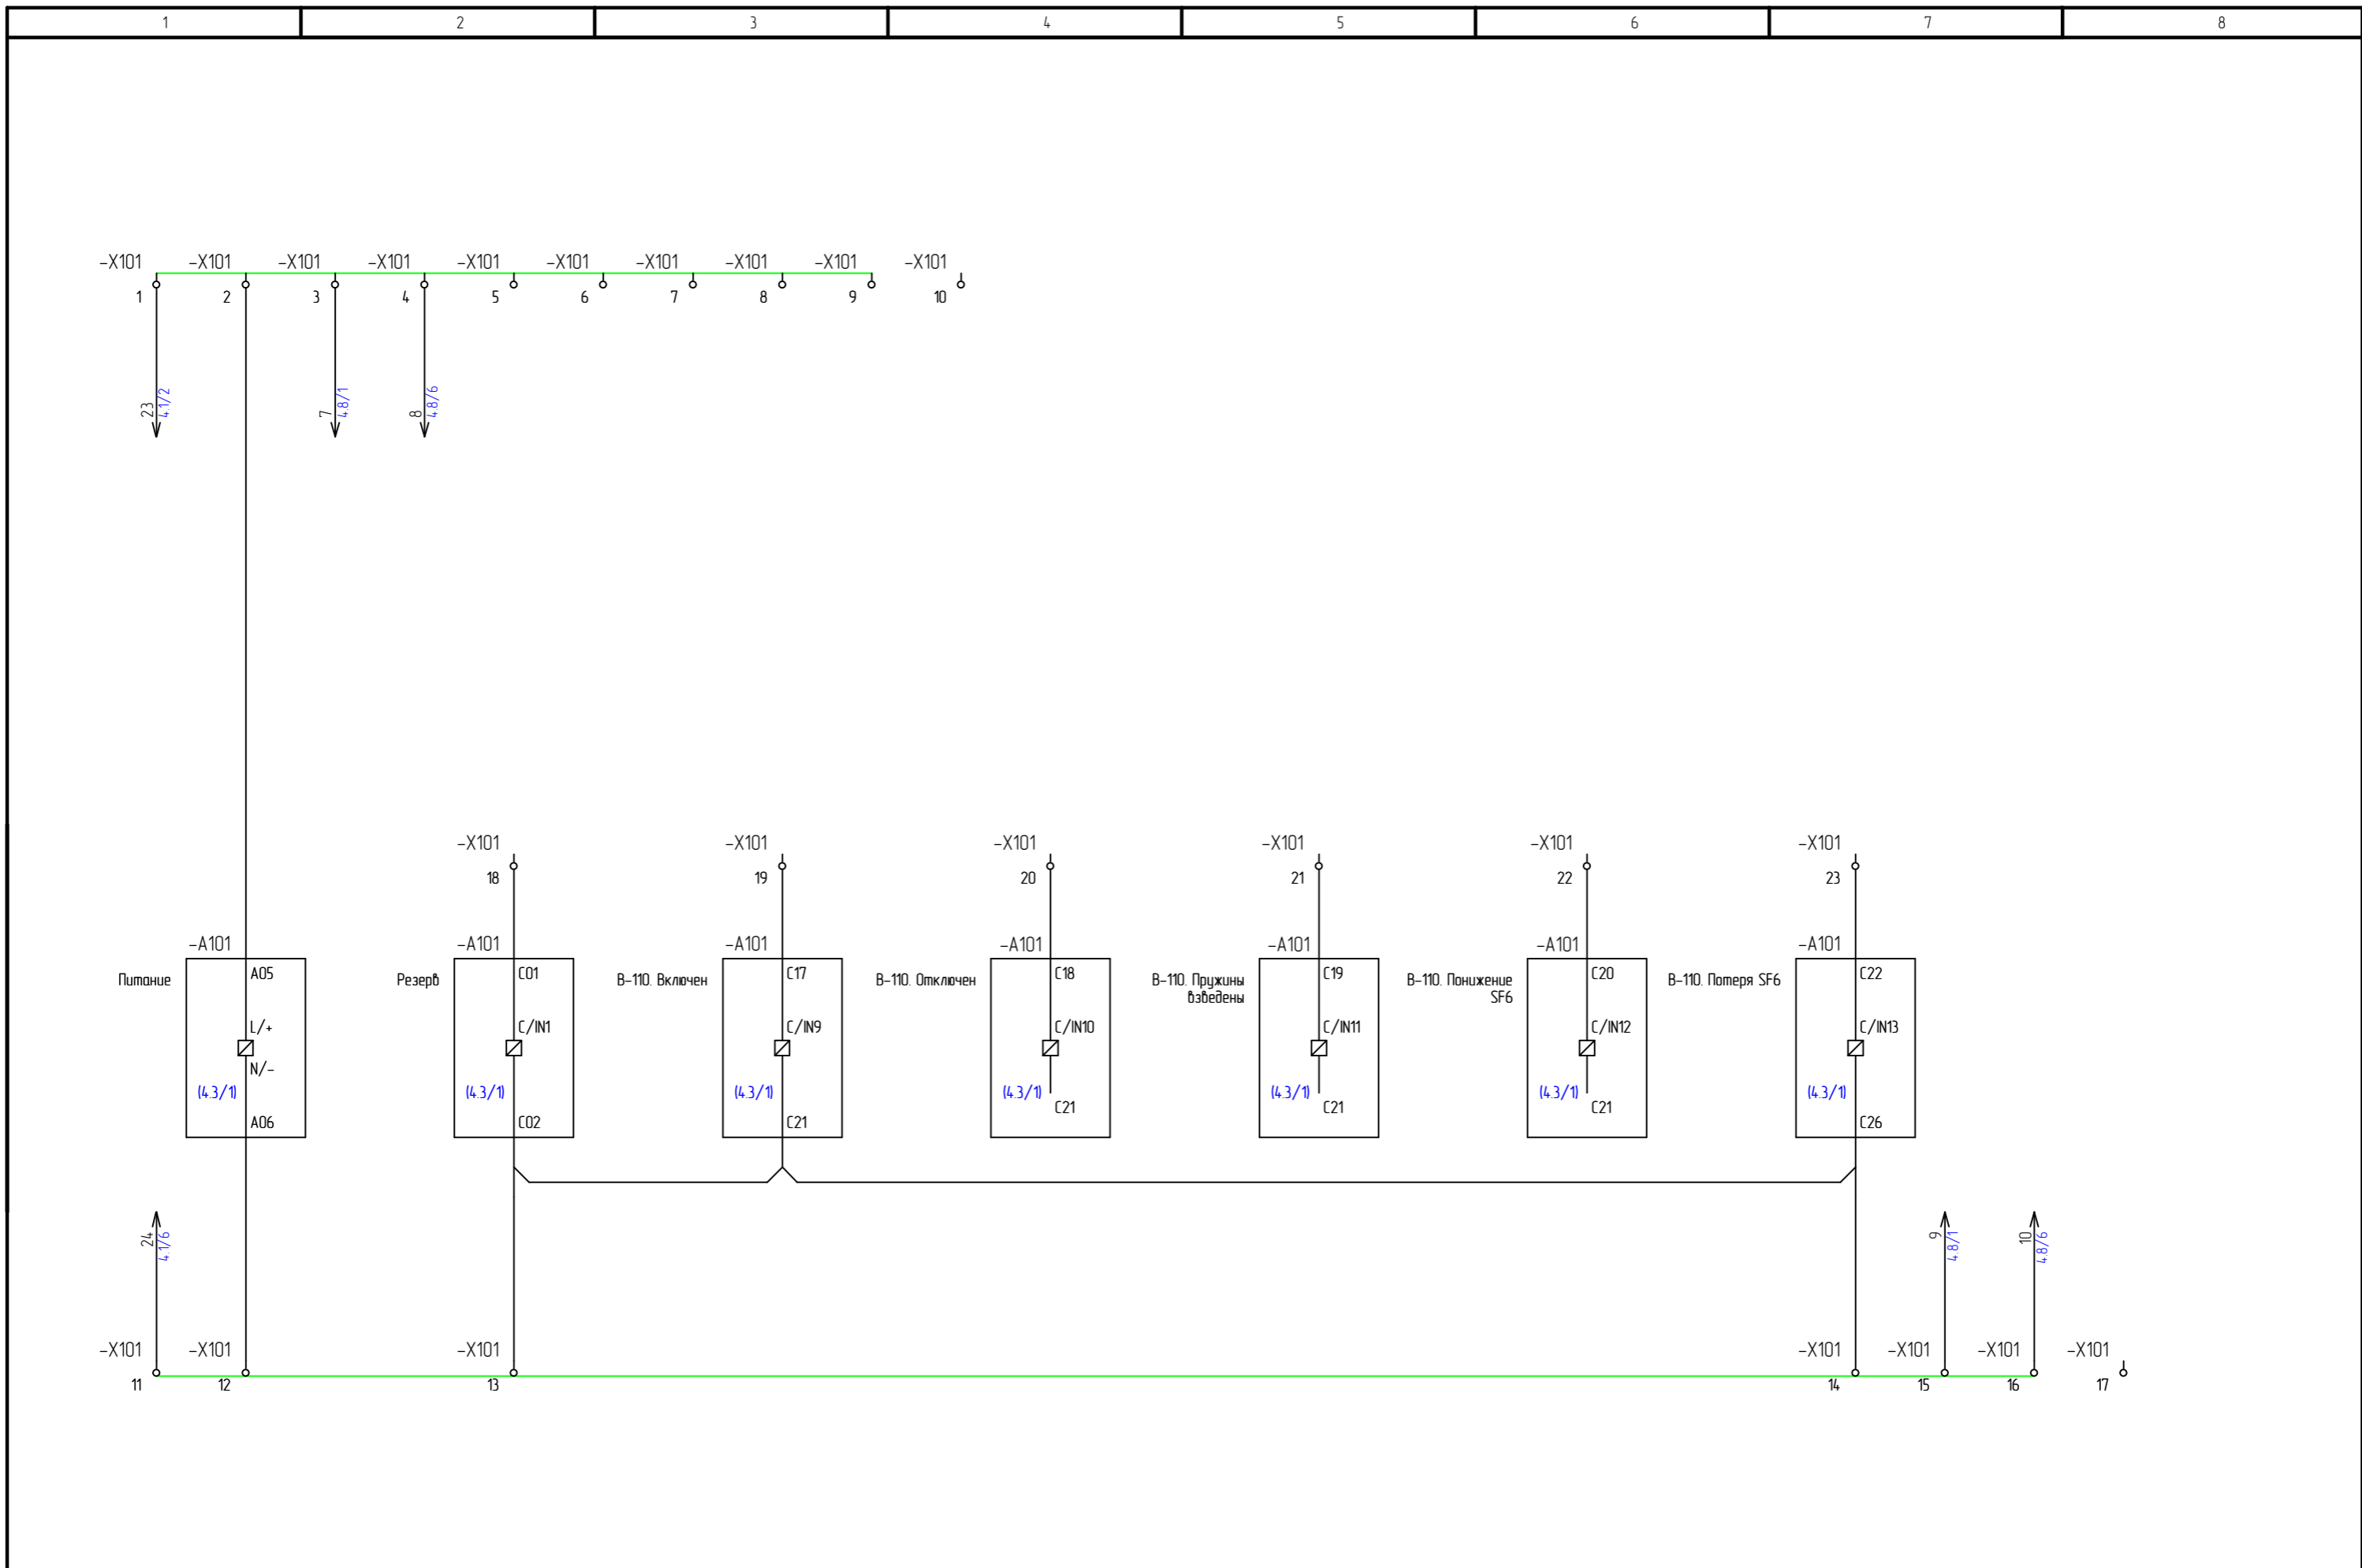 1 2 3 4 5 6 7 8
-X101 -X101 -X101 -X101 -X101 -X101 -X101 -X101 -X101 -X101
1 2 3 4 5 6 7 8 9 10
23 7 8
4.1/2 4.8/1 4.8/6
-X101 -X101 -X101 -X101 -X101 -X101
18 19 20 21 22 23
-A101 -A101 -A101 -A101 -A101 -A101 -A101
Питание A05 Резерв C01 В-110. Включен C17 В-110. Отключен C18 В-110. Пружины C19 В-110. Понижение C20 В-110. Потеря SF6 C22
взведены SF6
L/+ C/IN1 C/IN9 C/IN10 C/IN11 C/IN12 C/IN13
N/-
(4.3/1) (4.3/1) (4.3/1) (4.3/1) (4.3/1) (4.3/1) (4.3/1)
C21 C21 C21
A06 C02 C21 C26
24 9 10
4.1/6 4.8/1 4.8/6
-X101 -X101 -X101 -X101 -X101 -X101 -X101
11 12 13 14 15 16 17